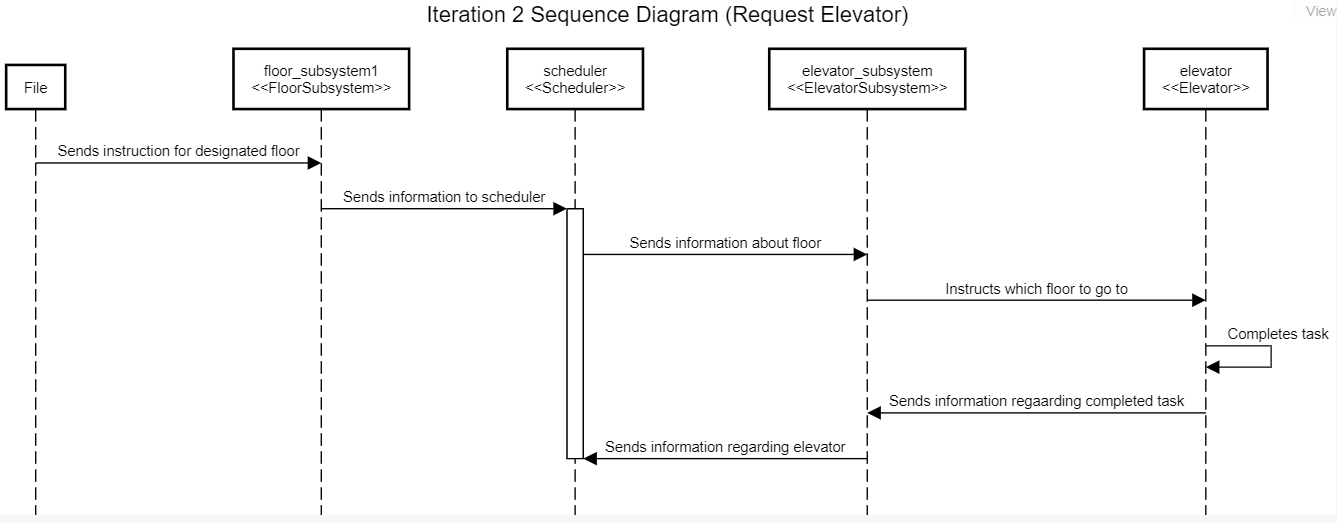 Iteration 2 Sequence Diagram (Request Elevator)
View
File
floor_subsystem1
<<FloorSubsystem>>
scheduler
<<Scheduler>>
elevator_subsystem
<<ElevatorSubsystem>>
elevator
<<Elevator>>
Sends instruction for designated floor
Sends information to scheduler
Sends information about floor
Instructs which floor to go to
Completes task
Sends information regaarding completed task
Sends information regarding elevator